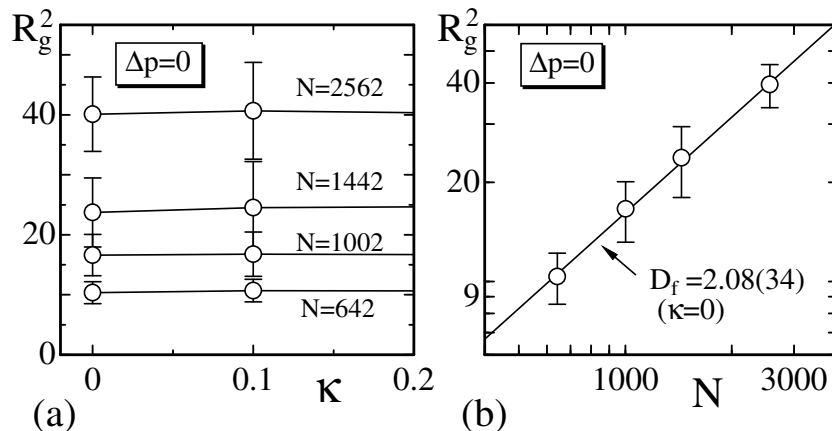 R_g^2
Δp=0
N=2562
40
N=1442
20
N=1002
N=642
0
0 0.1 0.2
κ
(a)
R_g^2
Δp=0
40
20
9
D_f =2.08(34)
(κ=0)
1000 3000
N
(b)